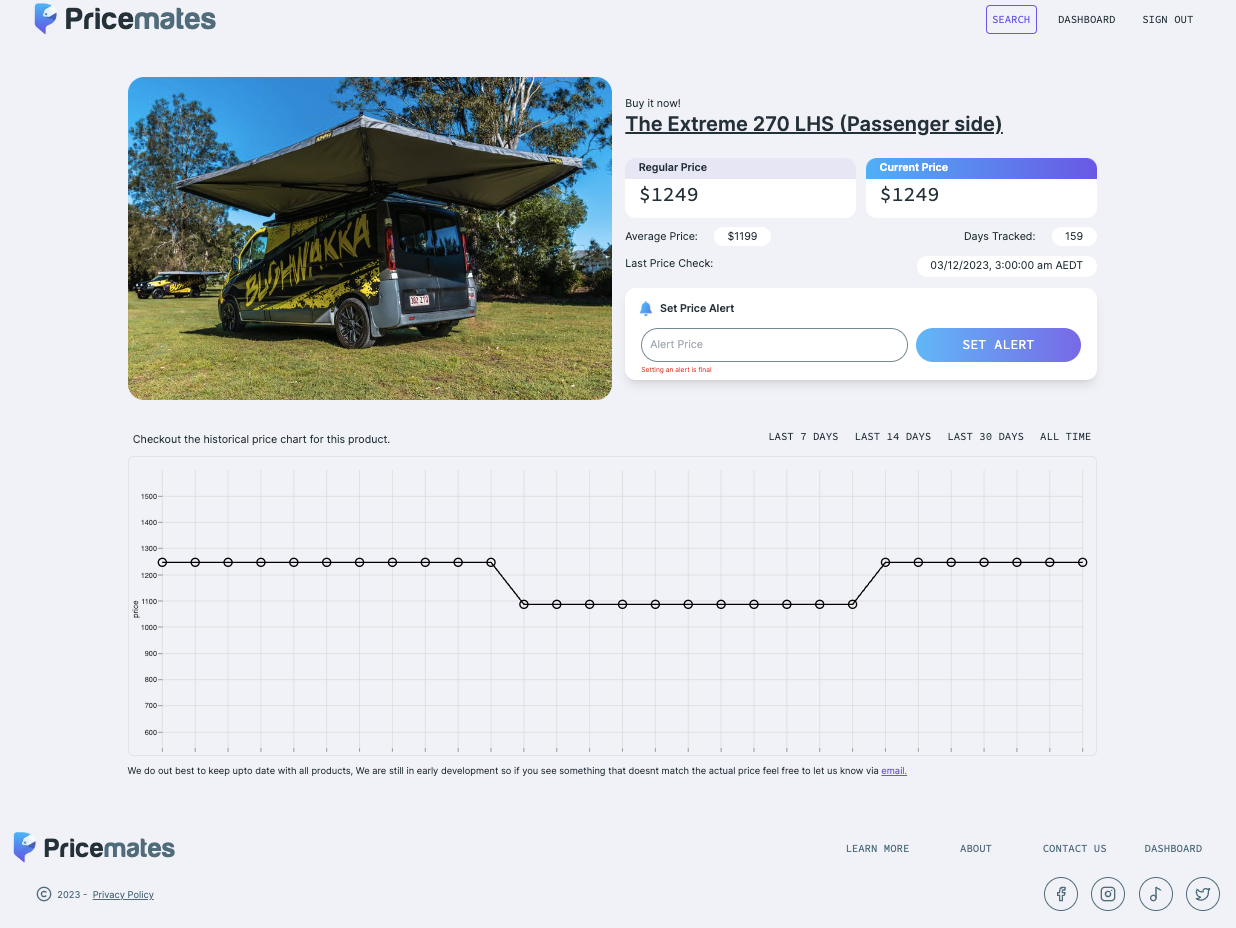 Pricemates
SEARCH DASHBOARD SIGN OUT
BUSHWAKKA
Buy it now!
The Extreme 270 LHS (Passenger side)
Regular Price
$1249
Current Price
$1249
Average Price: $1199
Days Tracked: 159
Last Price Check: 03/12/2023, 3:00:00 am AEDT
Set Price Alert
Alert Price
SET ALERT
Setting an alert is final
Checkout the historical price chart for this product.
LAST 7 DAYS LAST 14 DAYS LAST 30 DAYS ALL TIME
1500
1400
1300
1200
1100
price
1000
900
800
700
600
We do out best to keep upto date with all products, We are still in early development so if you see something that doesnt match the actual price feel free to let us know via email.
Pricemates
LEARN MORE ABOUT CONTACT US DASHBOARD
© 2023 - Privacy Policy